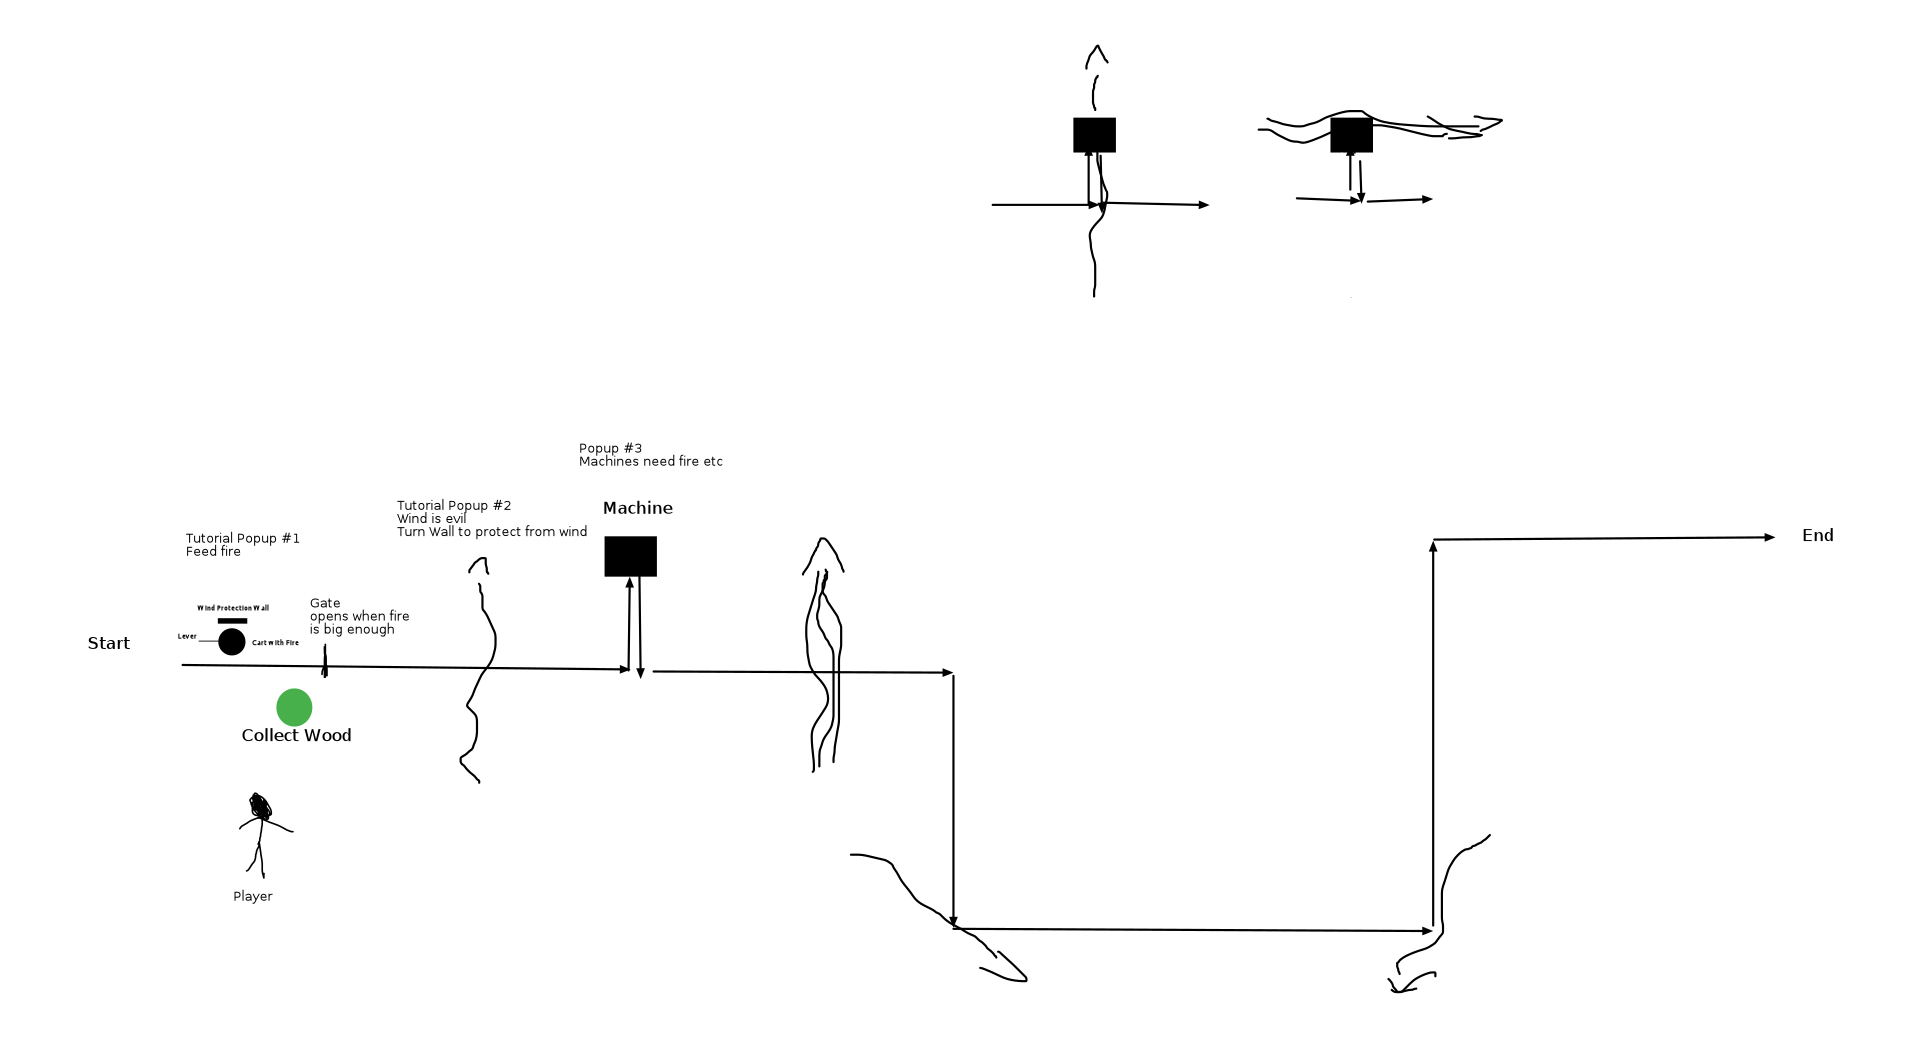 Popup #3
Machines need fire etc
Tutorial Popup #2
Wind is evil
Turn Wall to protect from wind
Machine
Tutorial Popup #1
Feed fire
End
Gate
opens when fire
is big enough
Wind Protection Wall
Lever
Cart with Fire
Start
Collect Wood
Player